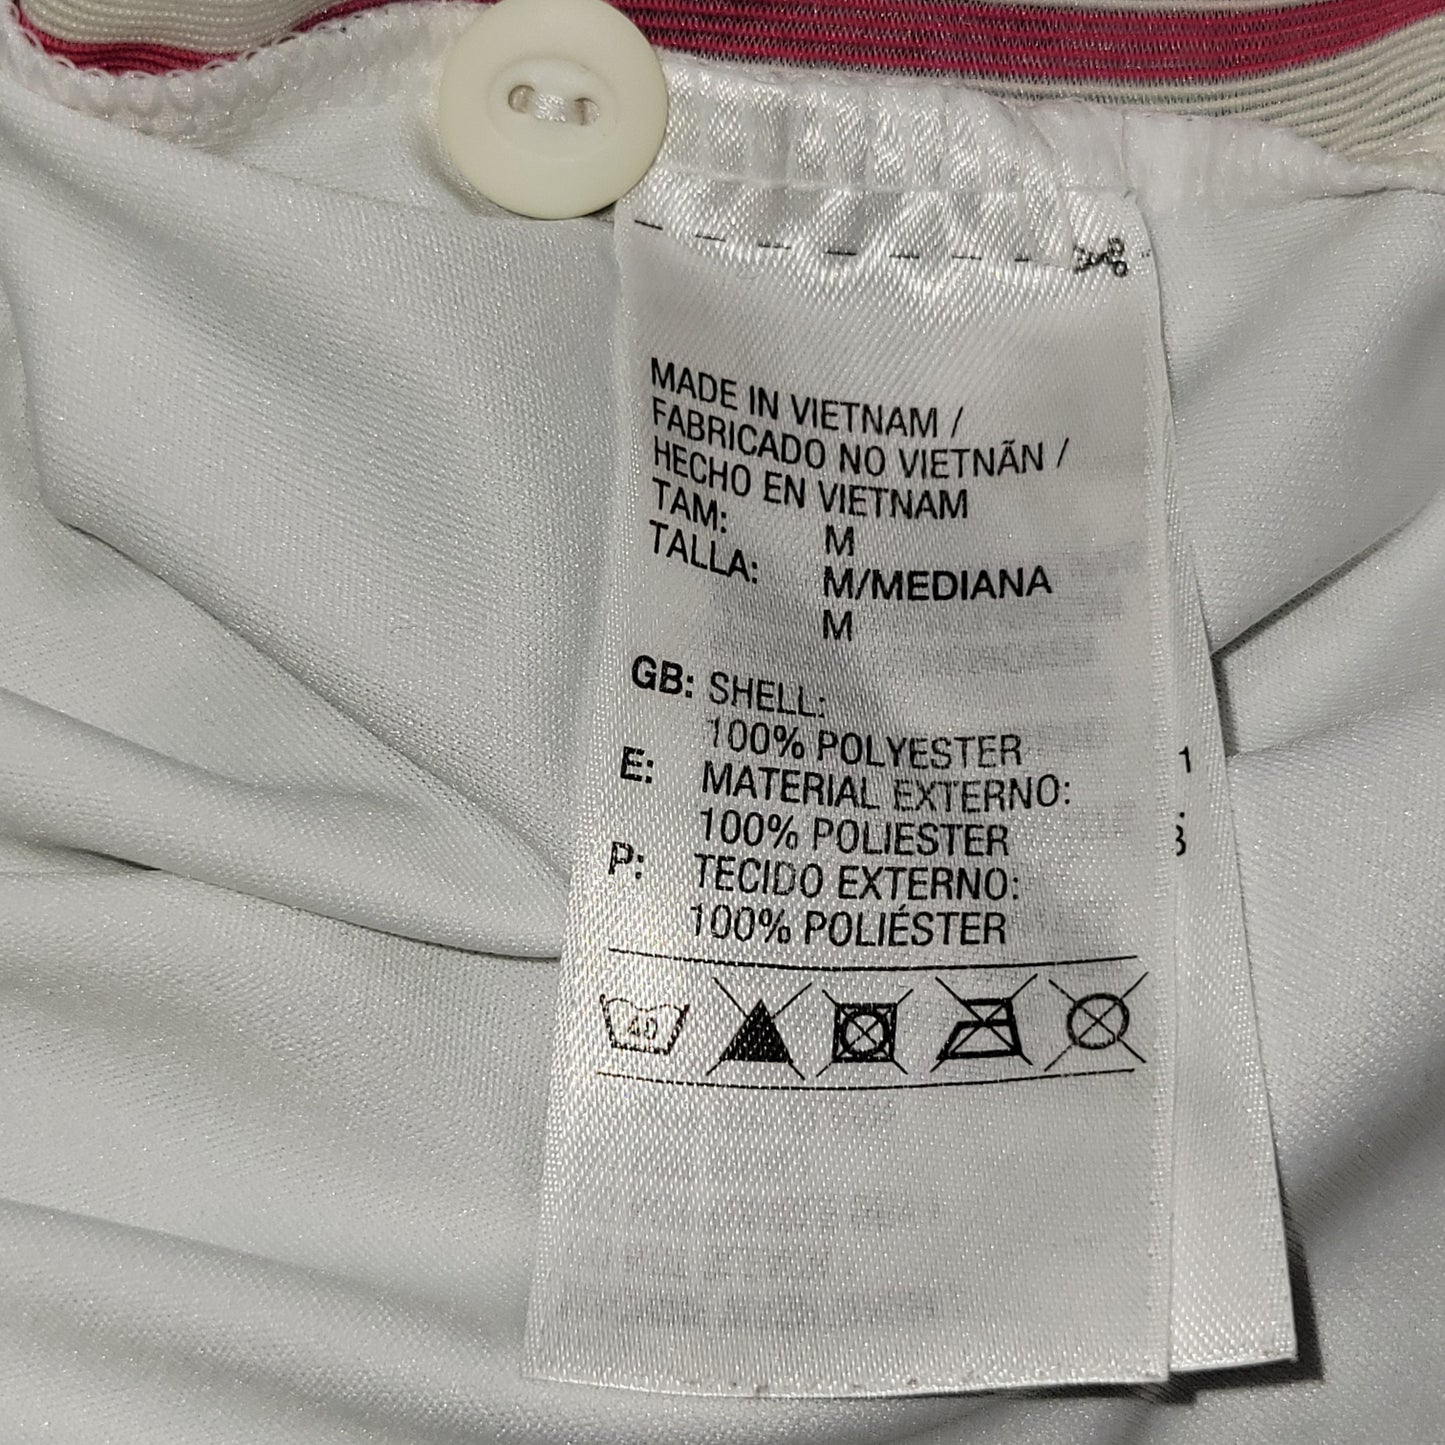 MADE IN VIETNAM /
FABRICADO NO VIETNÃN /
HECHO EN VIETNAM
TAM: M
TALLA: M/MEDIANA
M
GB: SHELL:
100% POLYESTER
E: MATERIAL EXTERNO:
100% POLIESTER
P: TECIDO EXTERNO:
100% POLIÉSTER
40
1